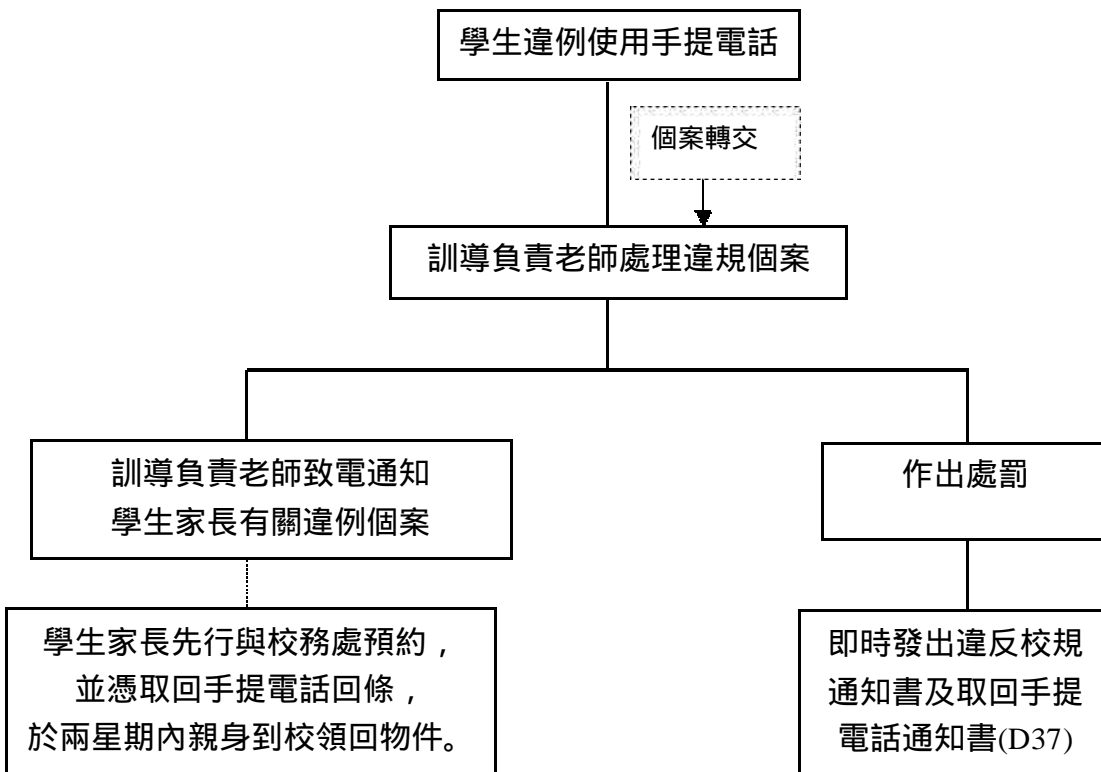 學生違例使用手提電話
個案轉交
訓導負責老師處理違規個案
訓導負責老師致電通知
學生家長有關違例個案
作出處罰
學生家長先行與校務處預約，
並憑取回手提電話回條，
於兩星期內親身到校領回物件。
即時發出違反校規
通知書及取回手提
電話通知書(D37)